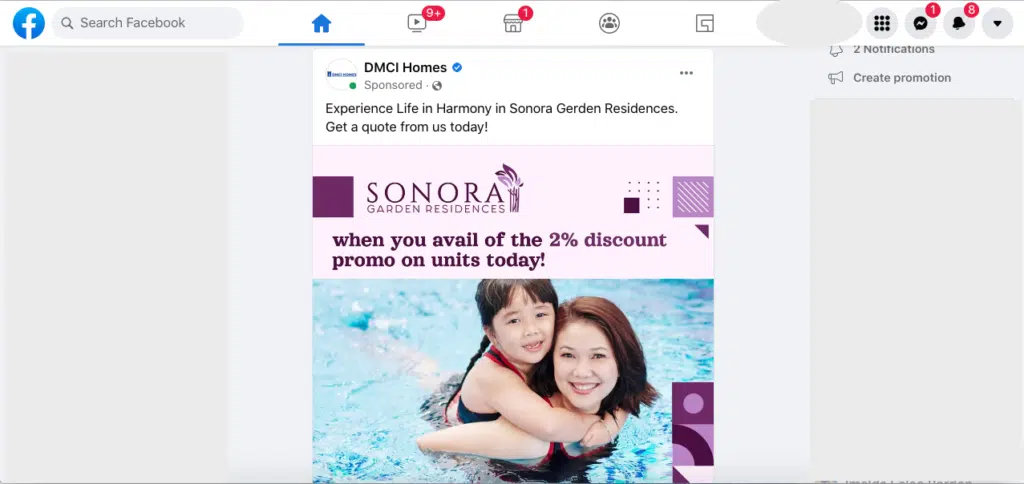 Search Facebook
9+
1
1
8
2 Notifications
Create promotion
DMCI HOMES
DMCI Homes
Sponsored ·
Experience Life in Harmony in Sonora Gerden Residences.
Get a quote from us today!
SONORA
GARDEN RESIDENCES
when you avail of the 2% discount
promo on units today!